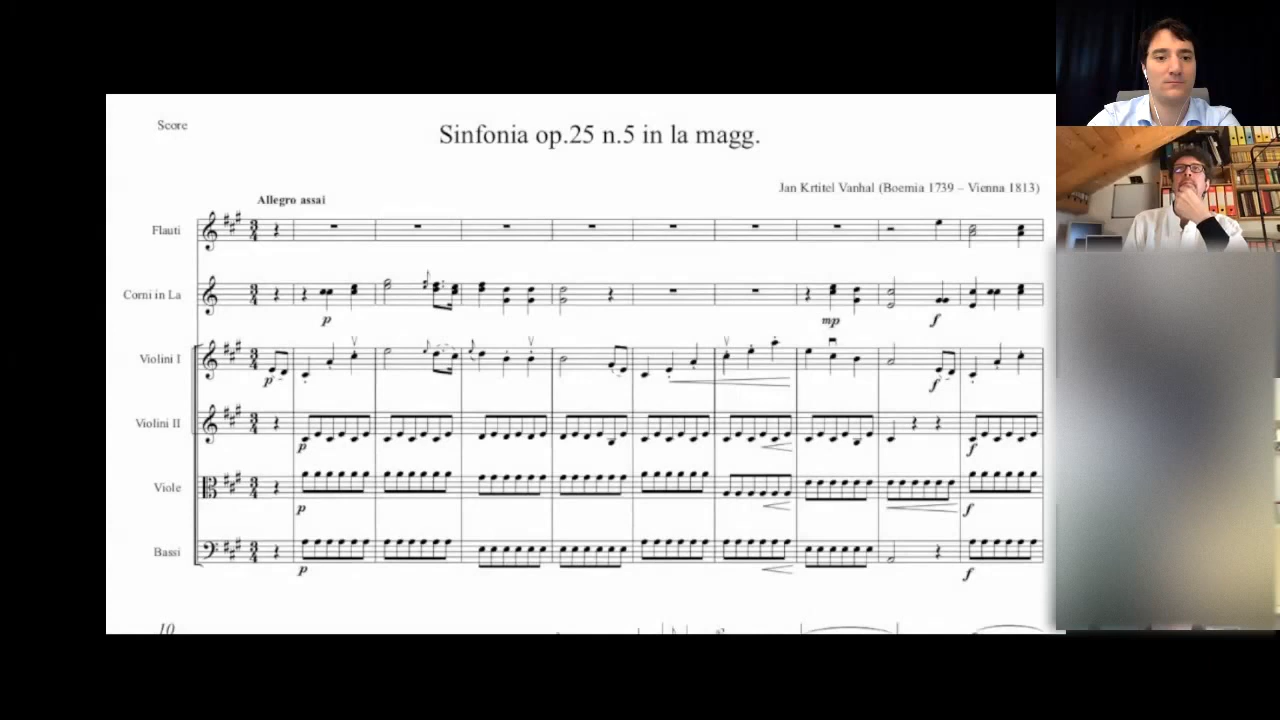 Score
Sinfonia op.25 n.5 in la magg.
Jan Krtitel Vanhal (Boemia 1739 – Vienna 1813)
Allegro assai
Flauti
Corni in La
p
mp
f
Violini I
p
f
Violini II
p
f
Viole
p
f
Bassi
p
f
10